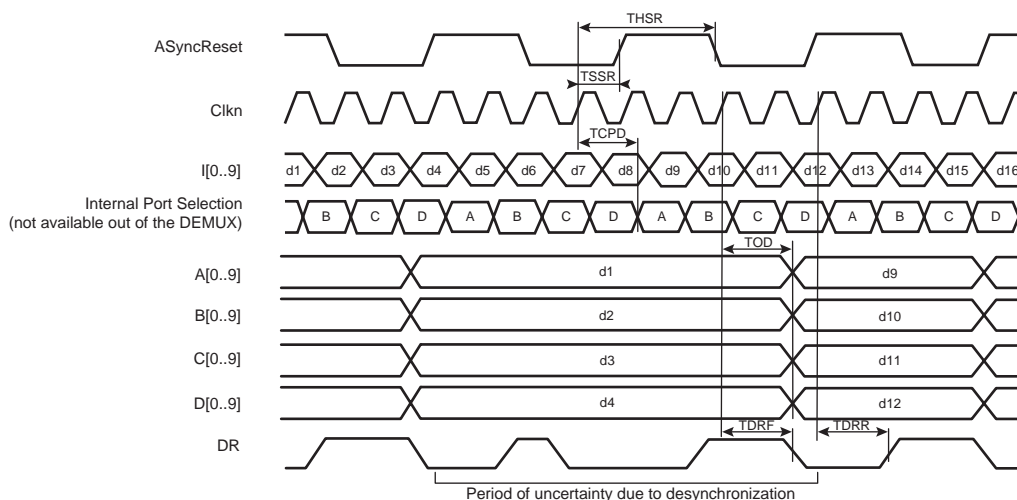 THSR
ASyncReset
TSSR
Clkn
TCPD
I[0..9] d1 d2 d3 d4 d5 d6 d7 d8 d9 d10 d11 d12 d13 d14 d15 d16
Internal Port Selection
(not available out of the DEMUX)
B C D A B C D A B C D A B C D
TOD
A[0..9] d1 d9
B[0..9] d2 d10
C[0..9] d3 d11
D[0..9] d4 d12
TDRF TDRR
DR
Period of uncertainty due to desynchronization